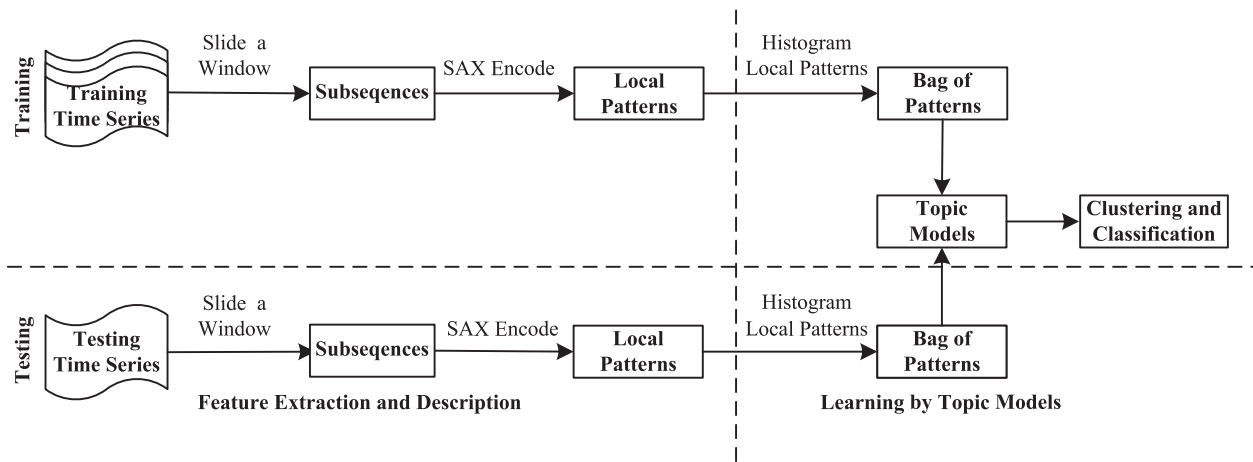 Training
Training
Time Series
Slide a
Window
Subseqences
SAX Encode
Local
Patterns
Histogram
Local Patterns
Bag of
Patterns
Topic
Models
Clustering and
Classification
Testing
Testing
Time Series
Slide a
Window
Subseqences
SAX Encode
Local
Patterns
Histogram
Local Patterns
Bag of
Patterns
Feature Extraction and Description
Learning by Topic Models